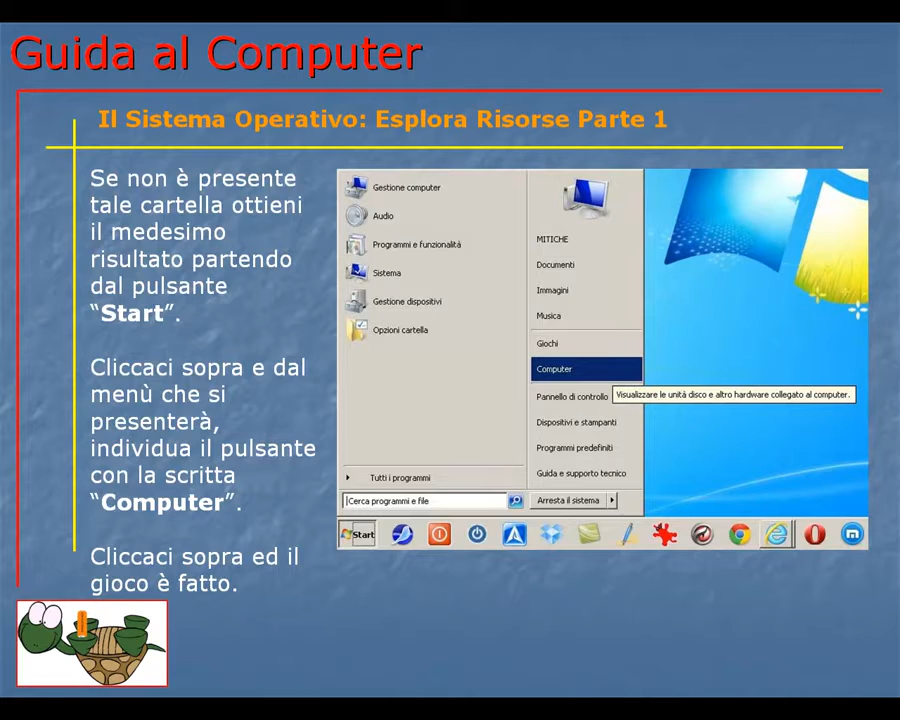 Guida al Computer
Il Sistema Operativo: Esplora Risorse Parte 1
Se non è presente
tale cartella ottieni
il medesimo
risultato partendo
dal pulsante
“Start”.
Cliccaci sopra e dal
menù che si
presenterà,
individua il pulsante
con la scritta
“Computer”.
Cliccaci sopra ed il
gioco è fatto.
Gestione computer
Audio
Programmi e funzionalità
Sistema
Gestione dispositivi
Opzioni cartella
Tutti i programmi
Cerca programmi e file
MITICHE
Documenti
Immagini
Musica
Giochi
Computer
Pannello di controllo
Visualizzare le unità disco e altro hardware collegato al computer.
Dispositivi e stampanti
Programmi predefiniti
Guida e supporto tecnico
Arresta il sistema
Start